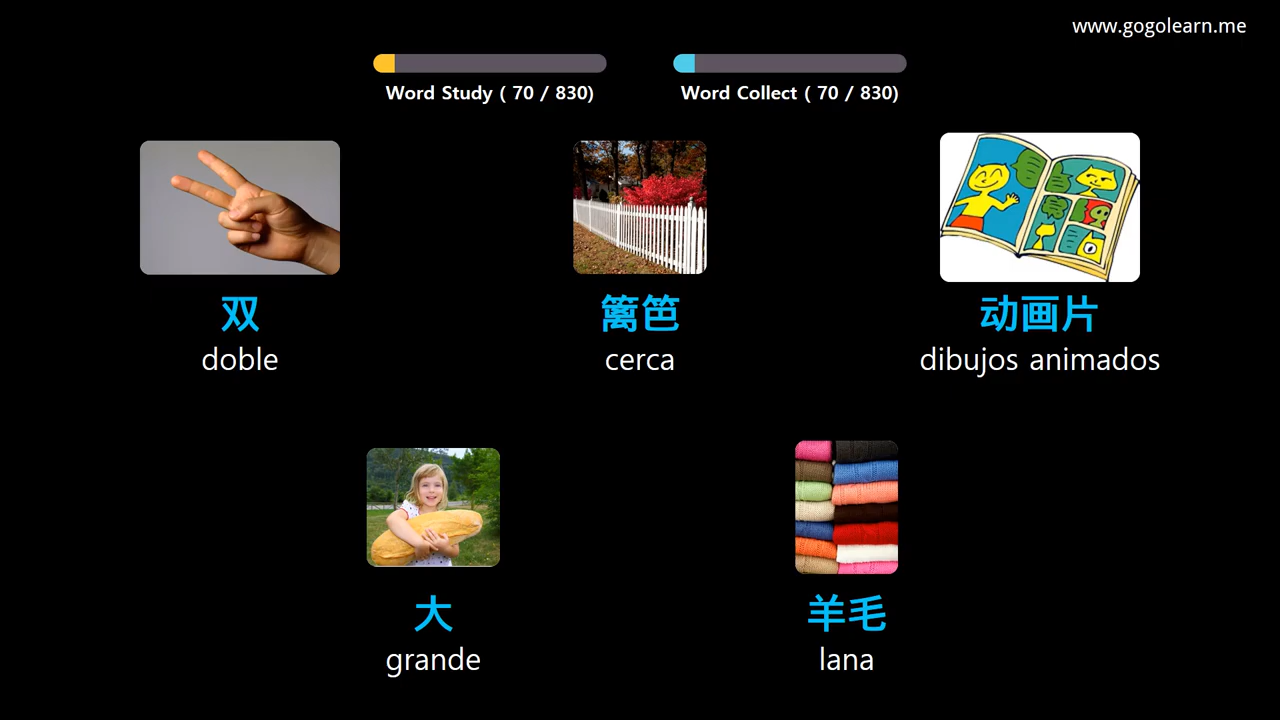 www.gogolearn.me
Word Study ( 70 / 830)
Word Collect ( 70 / 830)
双
doble
篱笆
cerca
动画片
dibujos animados
大
grande
羊毛
lana